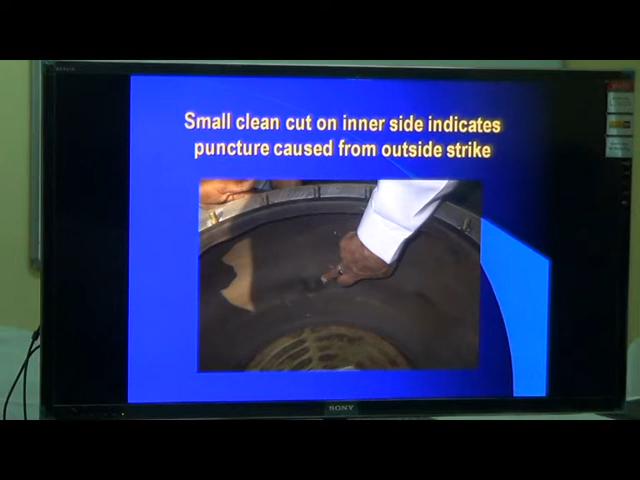 Small clean cut on inner side indicates
puncture caused from outside strike
SONY